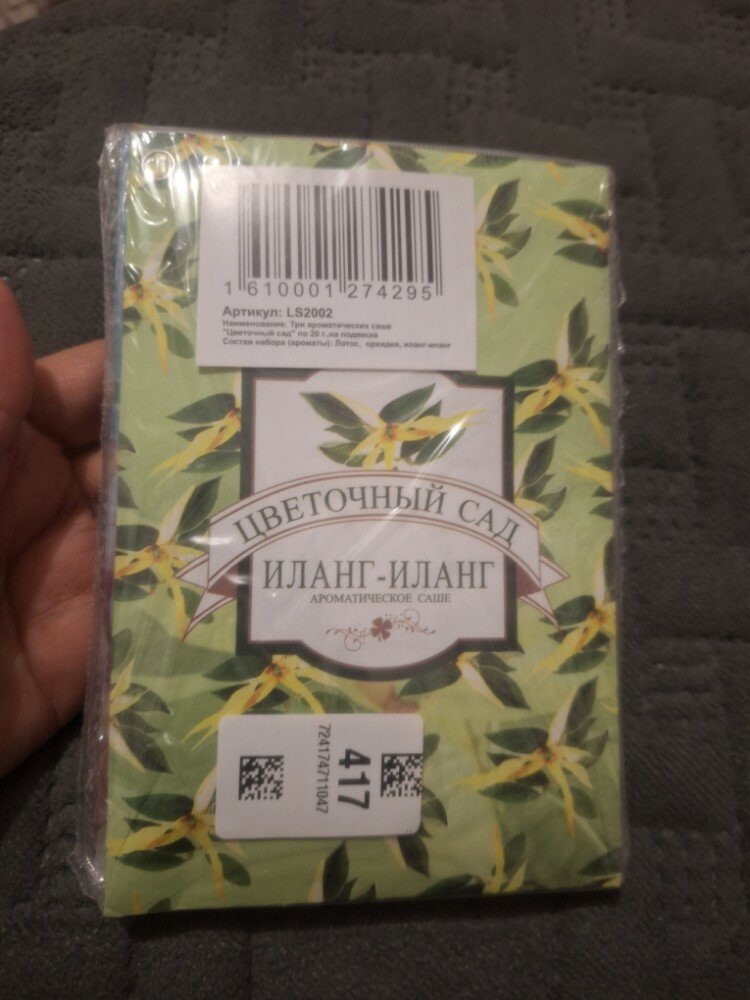 1 610001 274295
Артикул: LS2002
Наименование: Три ароматических саше
"Цветочный сад" по 20 г.,на подвеске
Состав набора (ароматы): Лотос, орхидея, иланг-иланг
ЦВЕТОЧНЫЙ САД
ИЛАНГ-ИЛАНГ
АРОМАТИЧЕСКОЕ САШЕ
417
724174711047